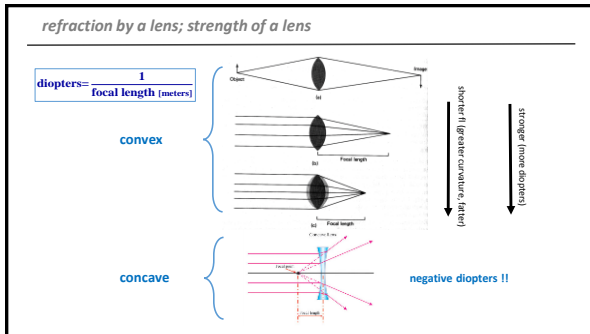 refraction by a lens; strength of a lens
diopters= 1
focal length [meters]
Object
Image
(a)
convex
Focal length
(b)
Focal length
(c)
shorter fl (greater curvature, fatter)
stronger (more diopters)
concave
negative diopters !!